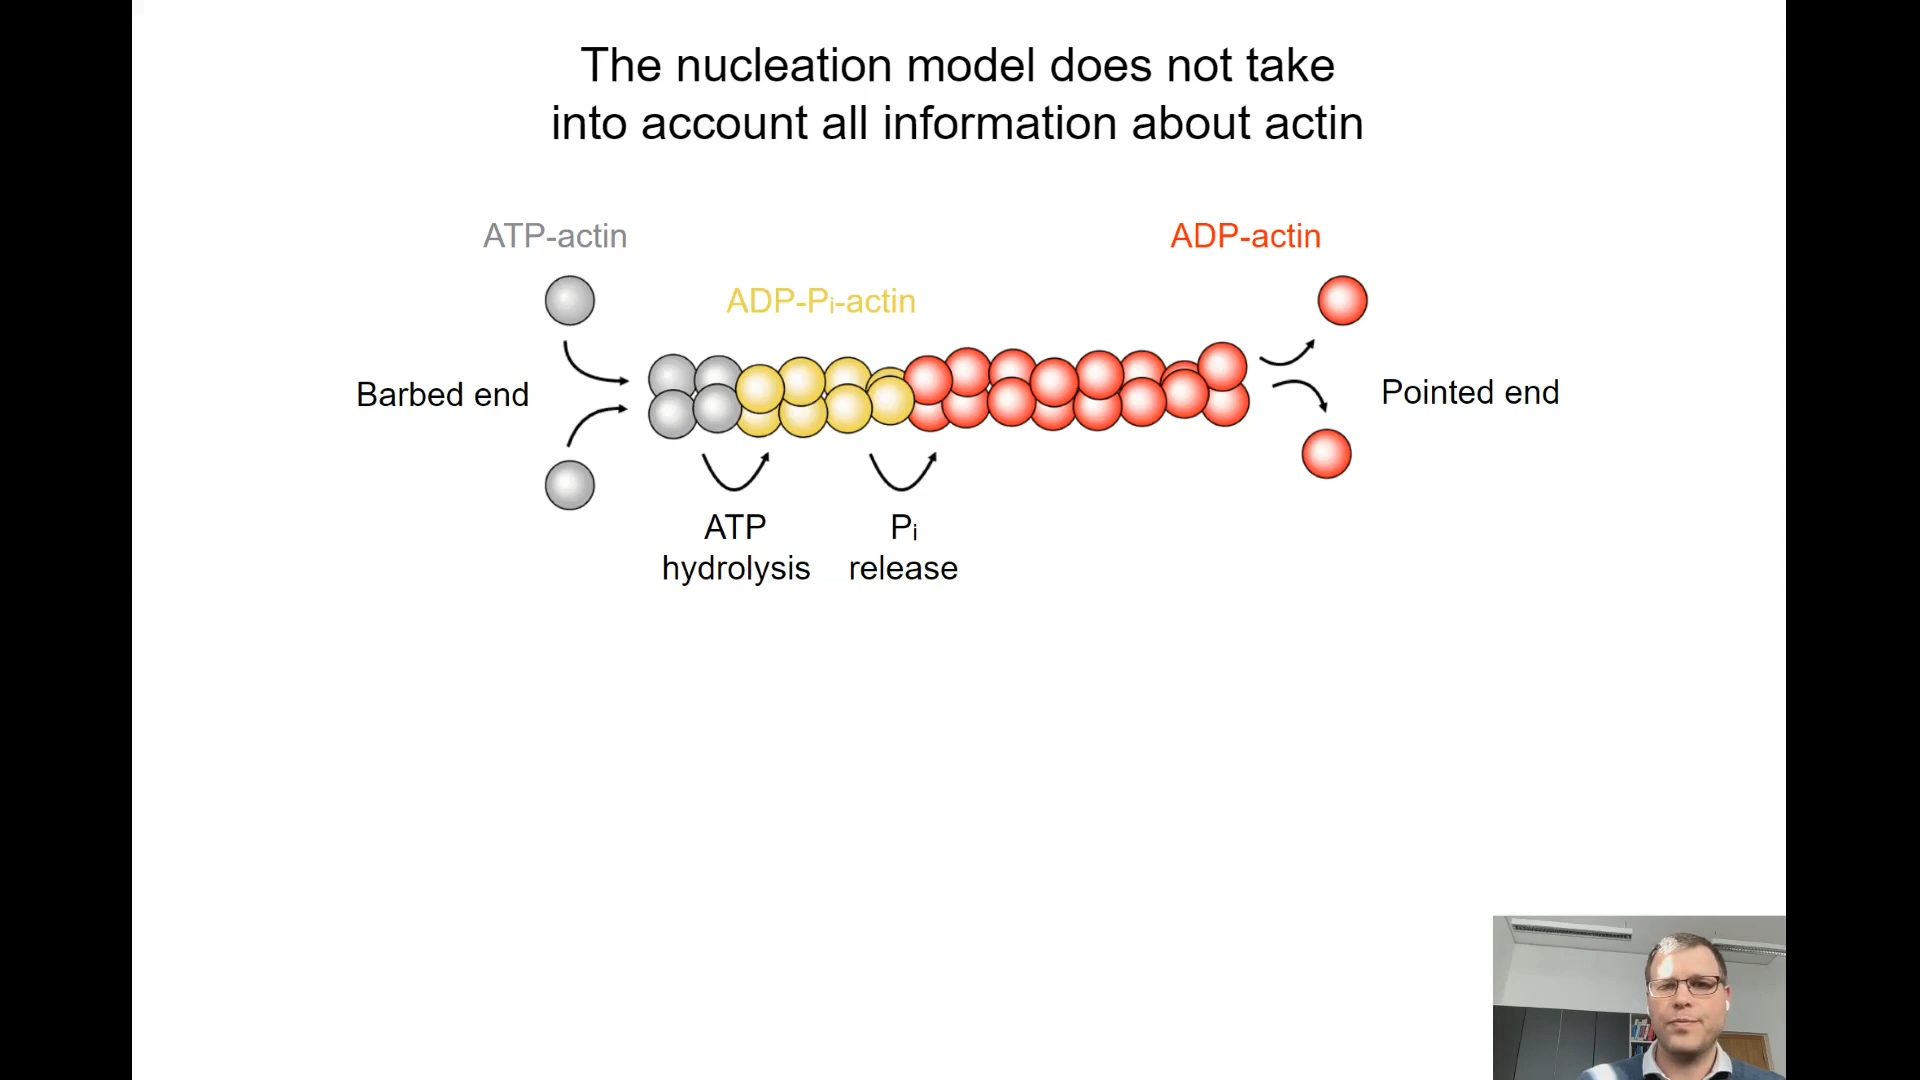 The nucleation model does not take
into account all information about actin
ATP-actin
ADP-actin
ADP-Pi-actin
Barbed end
Pointed end
ATP
hydrolysis
Pi
release